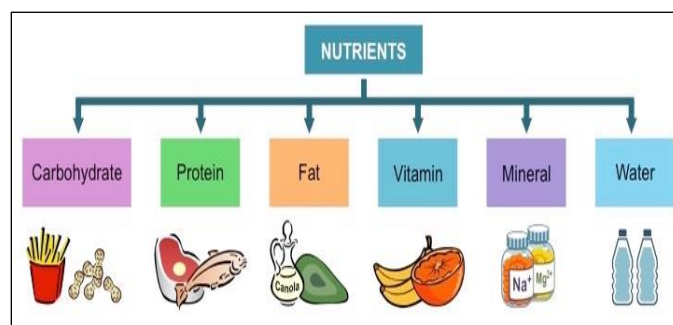 NUTRIENTS
Carbohydrate
Protein
Fat
Vitamin
Mineral
Water
Canola
Na+
Mg2+